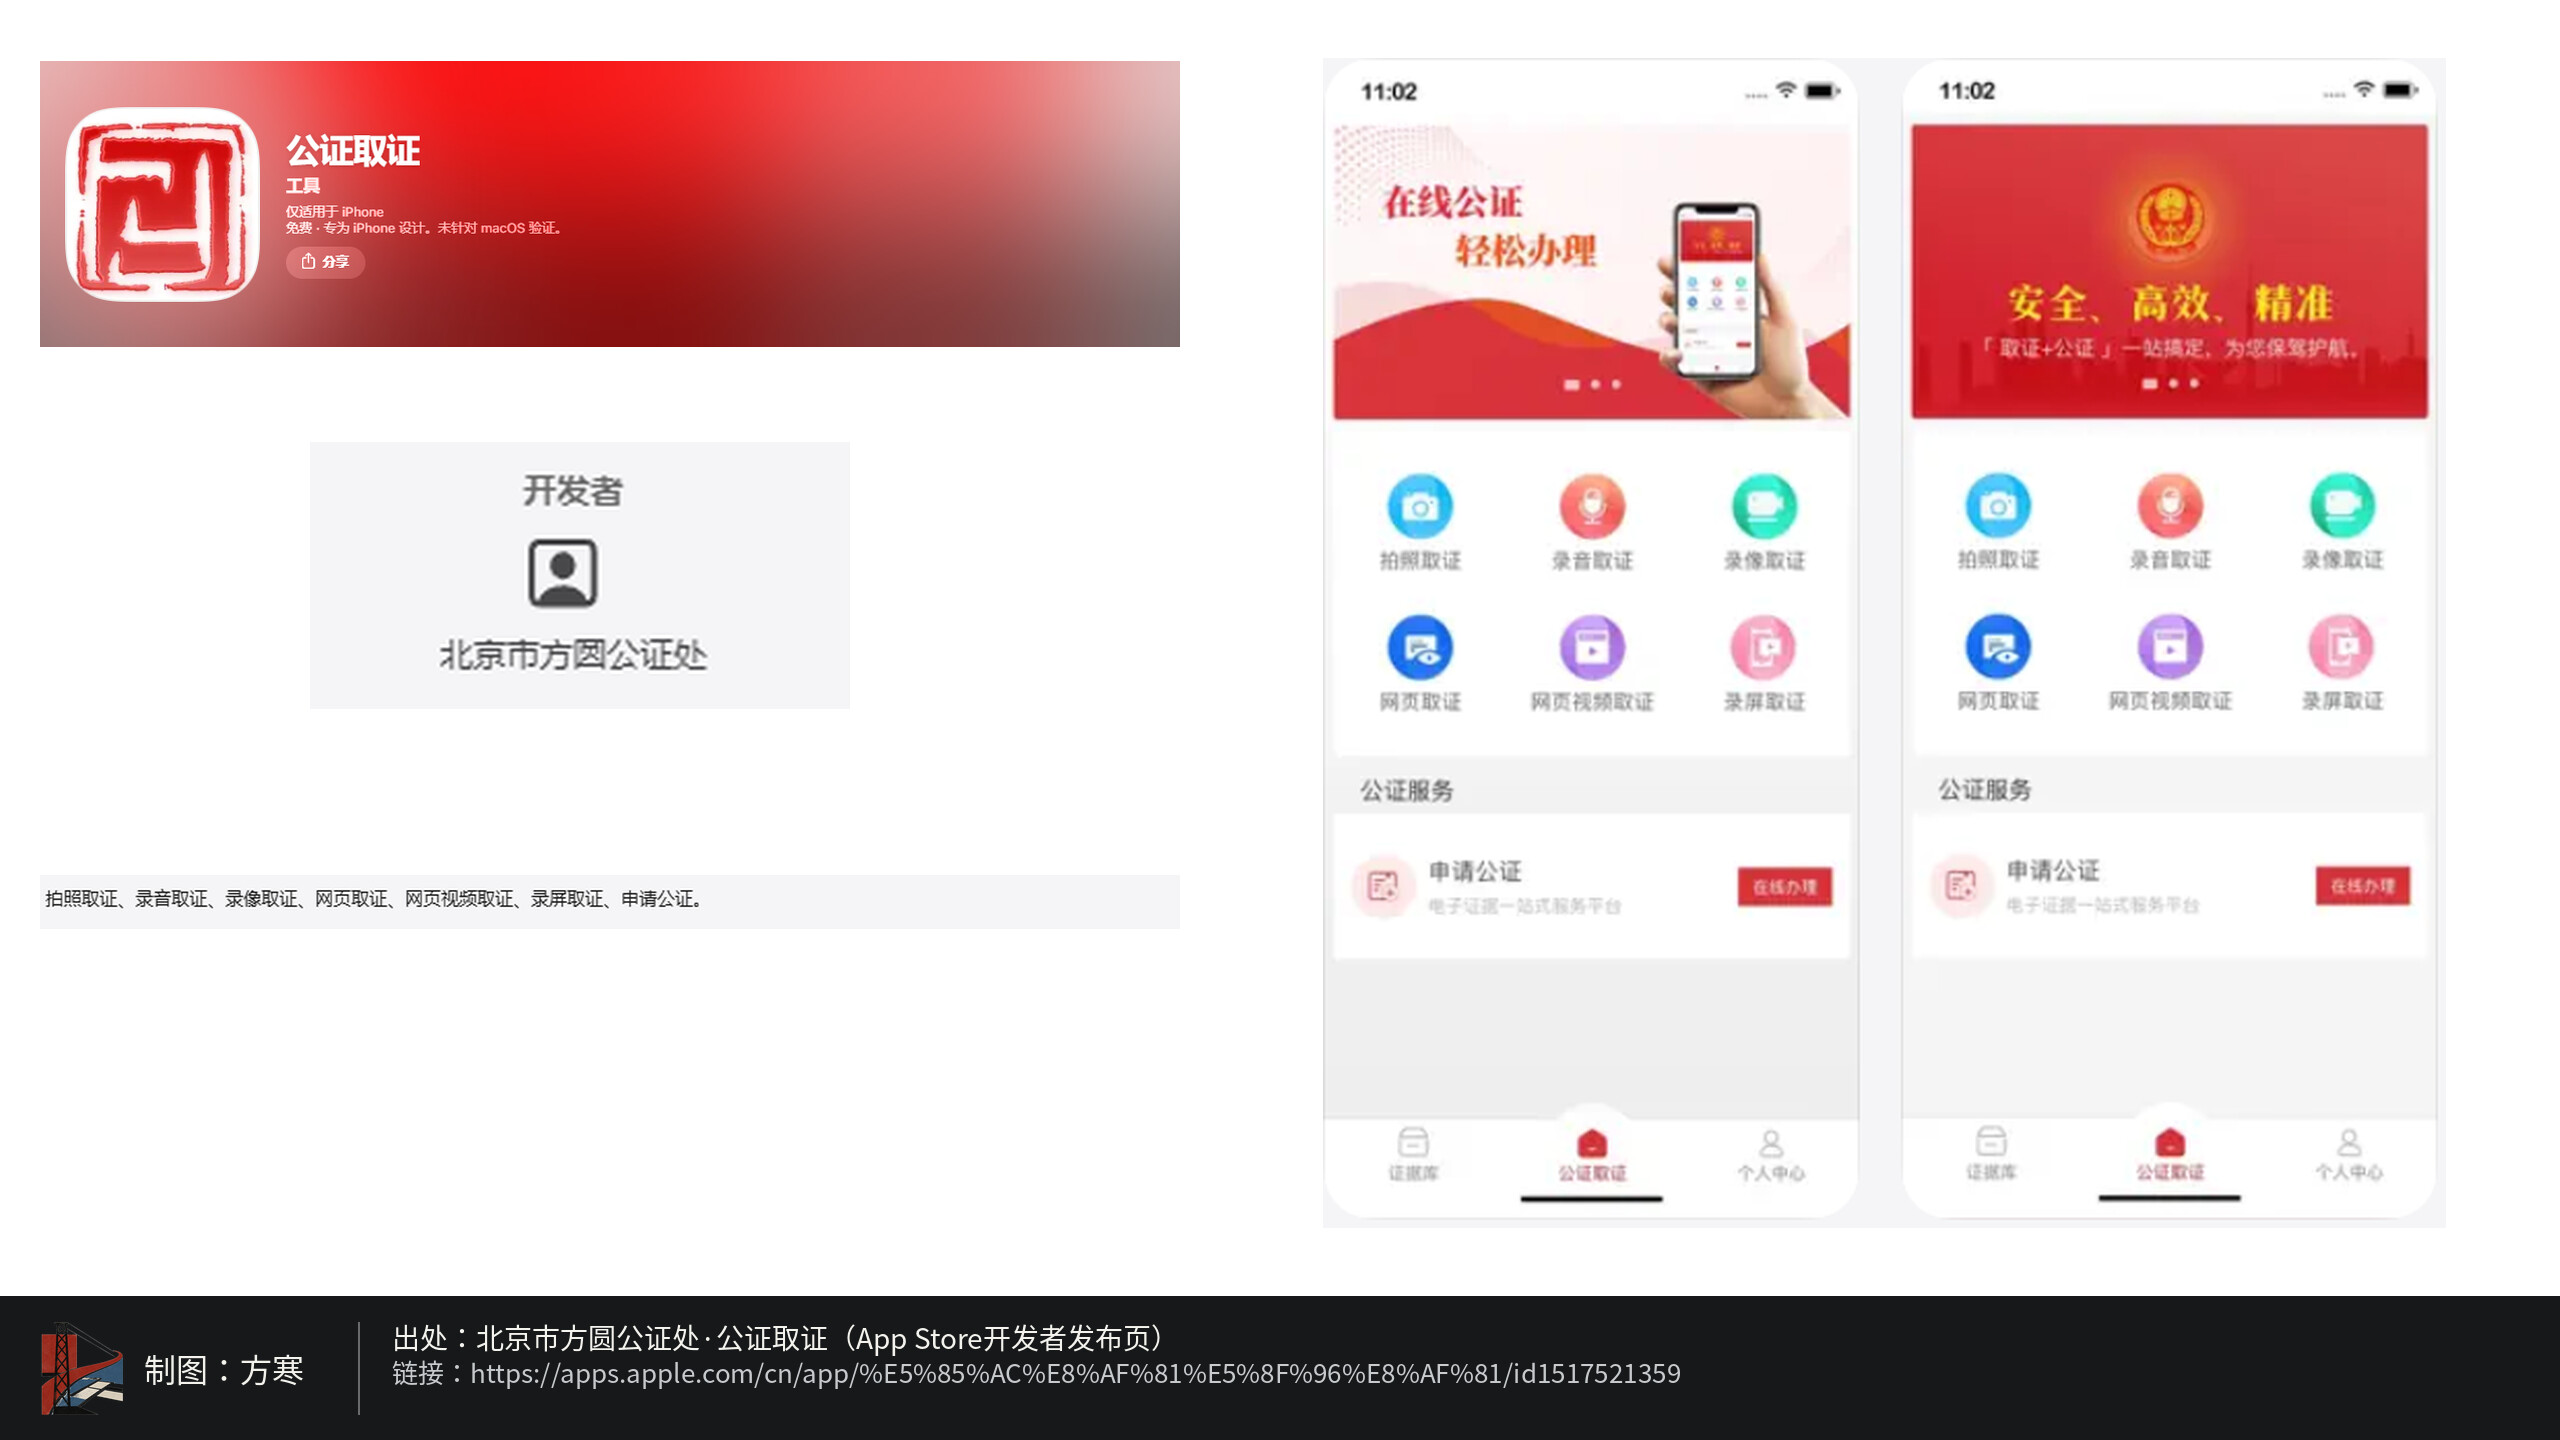 公证取证
工具
仅适用于 iPhone
免费 · 专为 iPhone 设计。未针对 macOS 验证。
分享
开发者
北京市方圆公证处
拍照取证、录音取证、录像取证、网页取证、网页视频取证、录屏取证、申请公证。
11:02
在线公证
轻松办理
拍照取证
录音取证
录像取证
网页取证
网页视频取证
录屏取证
公证服务
申请公证
电子证据一站式服务平台
在线办理
证据库
公证取证
个人中心
11:02
安全、高效、精准
「 取证+公证 」一站搞定，为您保驾护航。
拍照取证
录音取证
录像取证
网页取证
网页视频取证
录屏取证
公证服务
申请公证
电子证据一站式服务平台
在线办理
证据库
公证取证
个人中心
制图：方寒
出处：北京市方圆公证处·公证取证（App Store开发者发布页）
链接：https://apps.apple.com/cn/app/%E5%85%AC%E8%AF%81%E5%8F%96%E8%AF%81/id1517521359